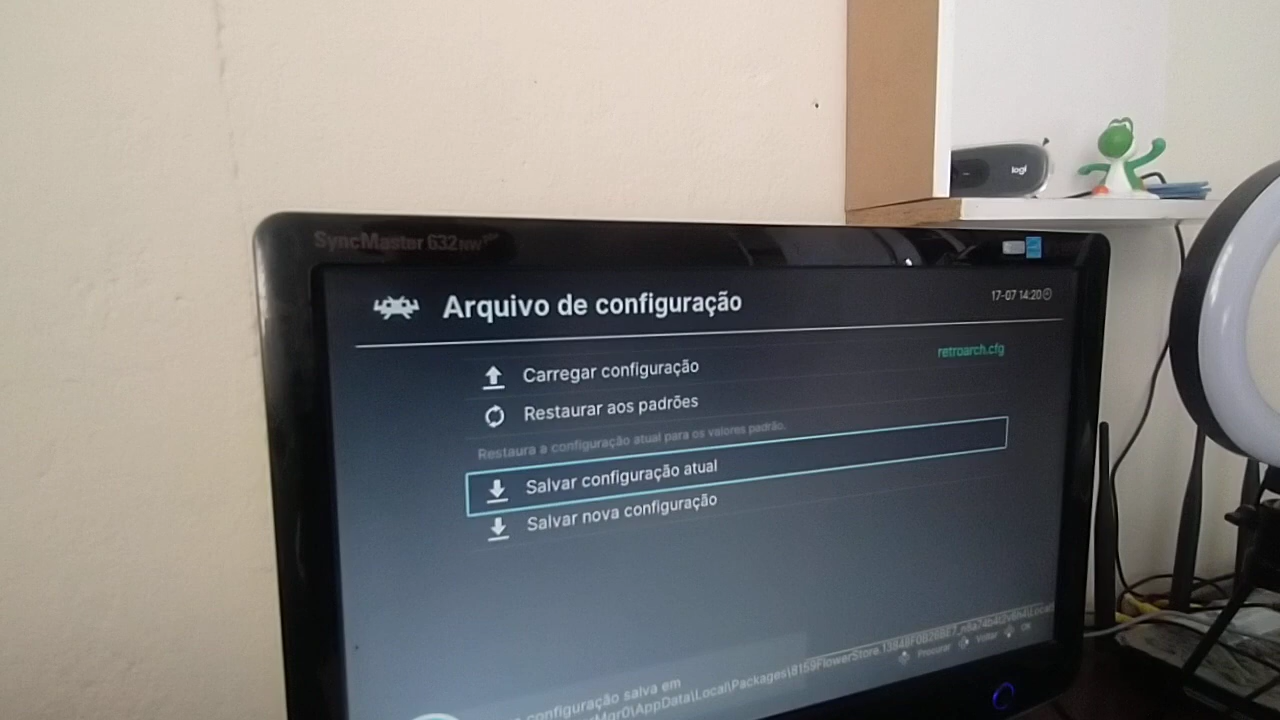 logi
SyncMaster 632NW
Arquivo de configuração
17-07 14:20
Carregar configuração
retroarch.cfg
Restaurar aos padrões
Restaura a configuração atual para os valores padrão.
Salvar configuração atual
Salvar nova configuração
configuração salva em
\AppData\Local\Packages\8159FlowerStore.
Procurar Voltar OK